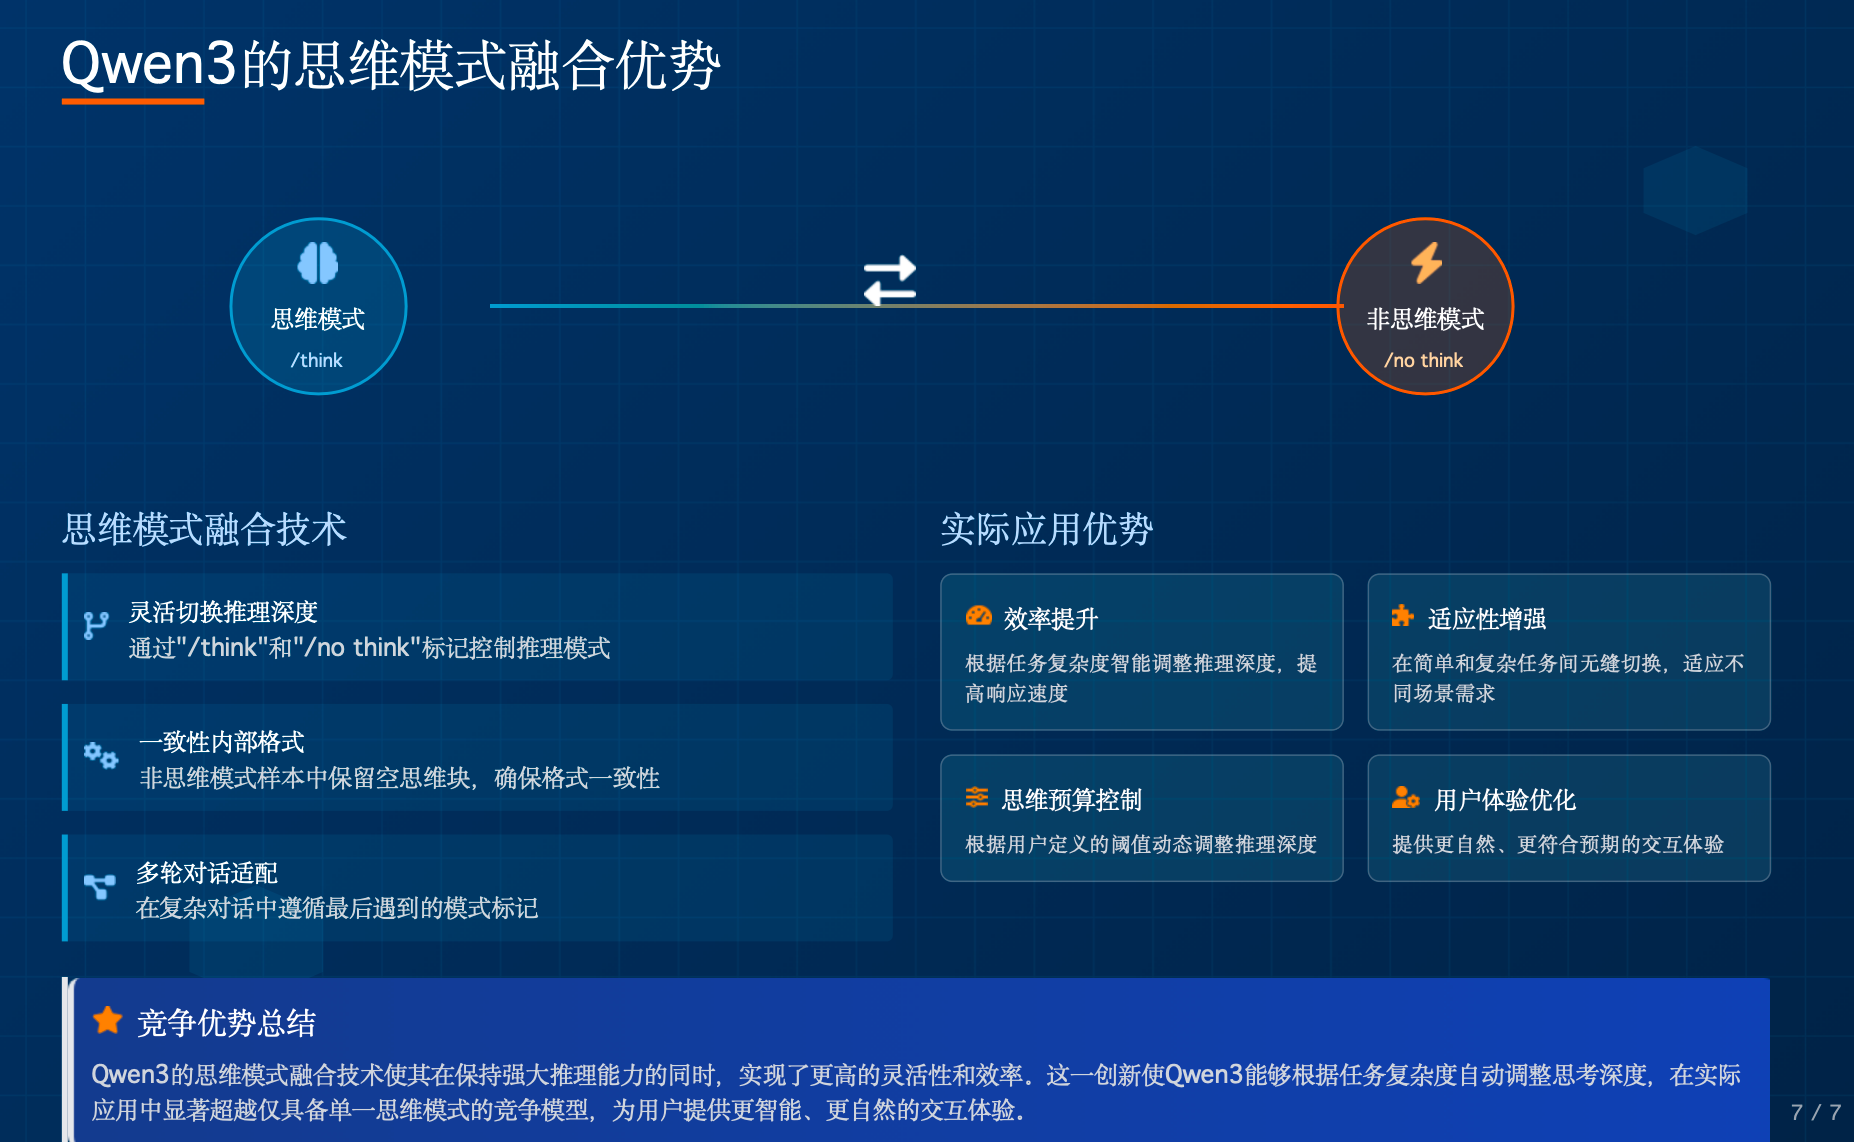 Qwen3的思维模式融合优势
思维模式
/think
非思维模式
/no think
思维模式融合技术
灵活切换推理深度
通过"/think"和"/no think"标记控制推理模式
一致性内部格式
非思维模式样本中保留空思维块，确保格式一致性
多轮对话适配
在复杂对话中遵循最后遇到的模式标记
实际应用优势
效率提升
根据任务复杂度智能调整推理深度，提
高响应速度
适应性增强
在简单和复杂任务间无缝切换，适应不
同场景需求
思维预算控制
根据用户定义的阈值动态调整推理深度
用户体验优化
提供更自然、更符合预期的交互体验
竞争优势总结
Qwen3的思维模式融合技术使其在保持强大推理能力的同时，实现了更高的灵活性和效率。这一创新使Qwen3能够根据任务复杂度自动调整思考深度，在实际
应用中显著超越仅具备单一思维模式的竞争模型，为用户提供更智能、更自然的交互体验。
7 / 7